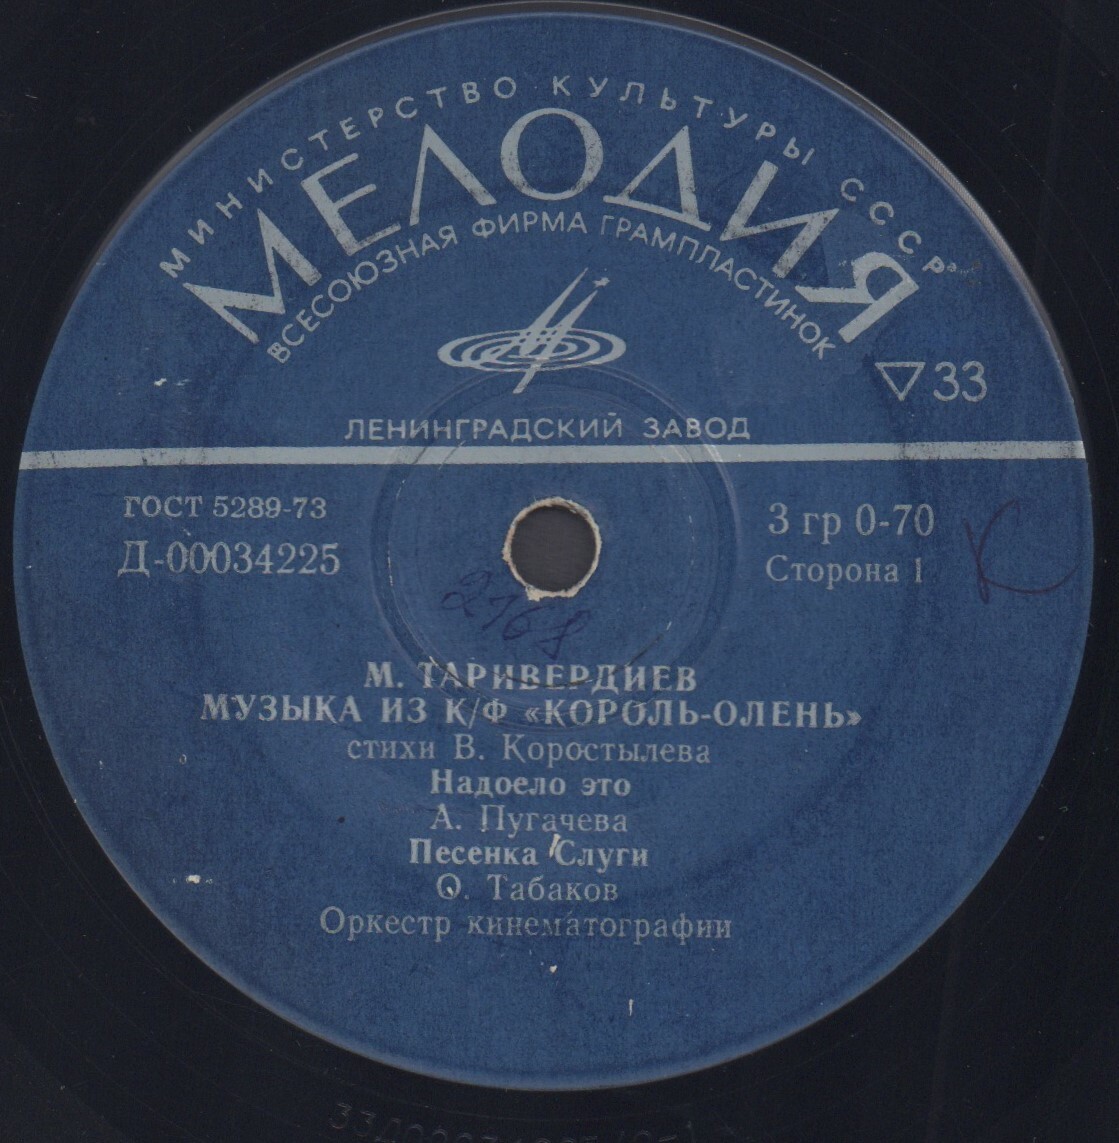 МИНИСТЕРСТВО КУЛЬТУРЫ СССР
МЕЛОДИЯ
ВСЕСОЮЗНАЯ ФИРМА ГРАМПЛАСТИНОК
▽33
ЛЕНИНГРАДСКИЙ ЗАВОД
ГОСТ 5289-73
Д-00034225
3 гр 0-70
Сторона 1
К
2168
М. ТАРИВЕРДИЕВ
МУЗЫКА ИЗ К/Ф «КОРОЛЬ-ОЛЕНЬ»
стихи В. Коростылева
Надоело это
А. Пугачева
Песенка Слуги
О. Табаков
Оркестр кинематографии